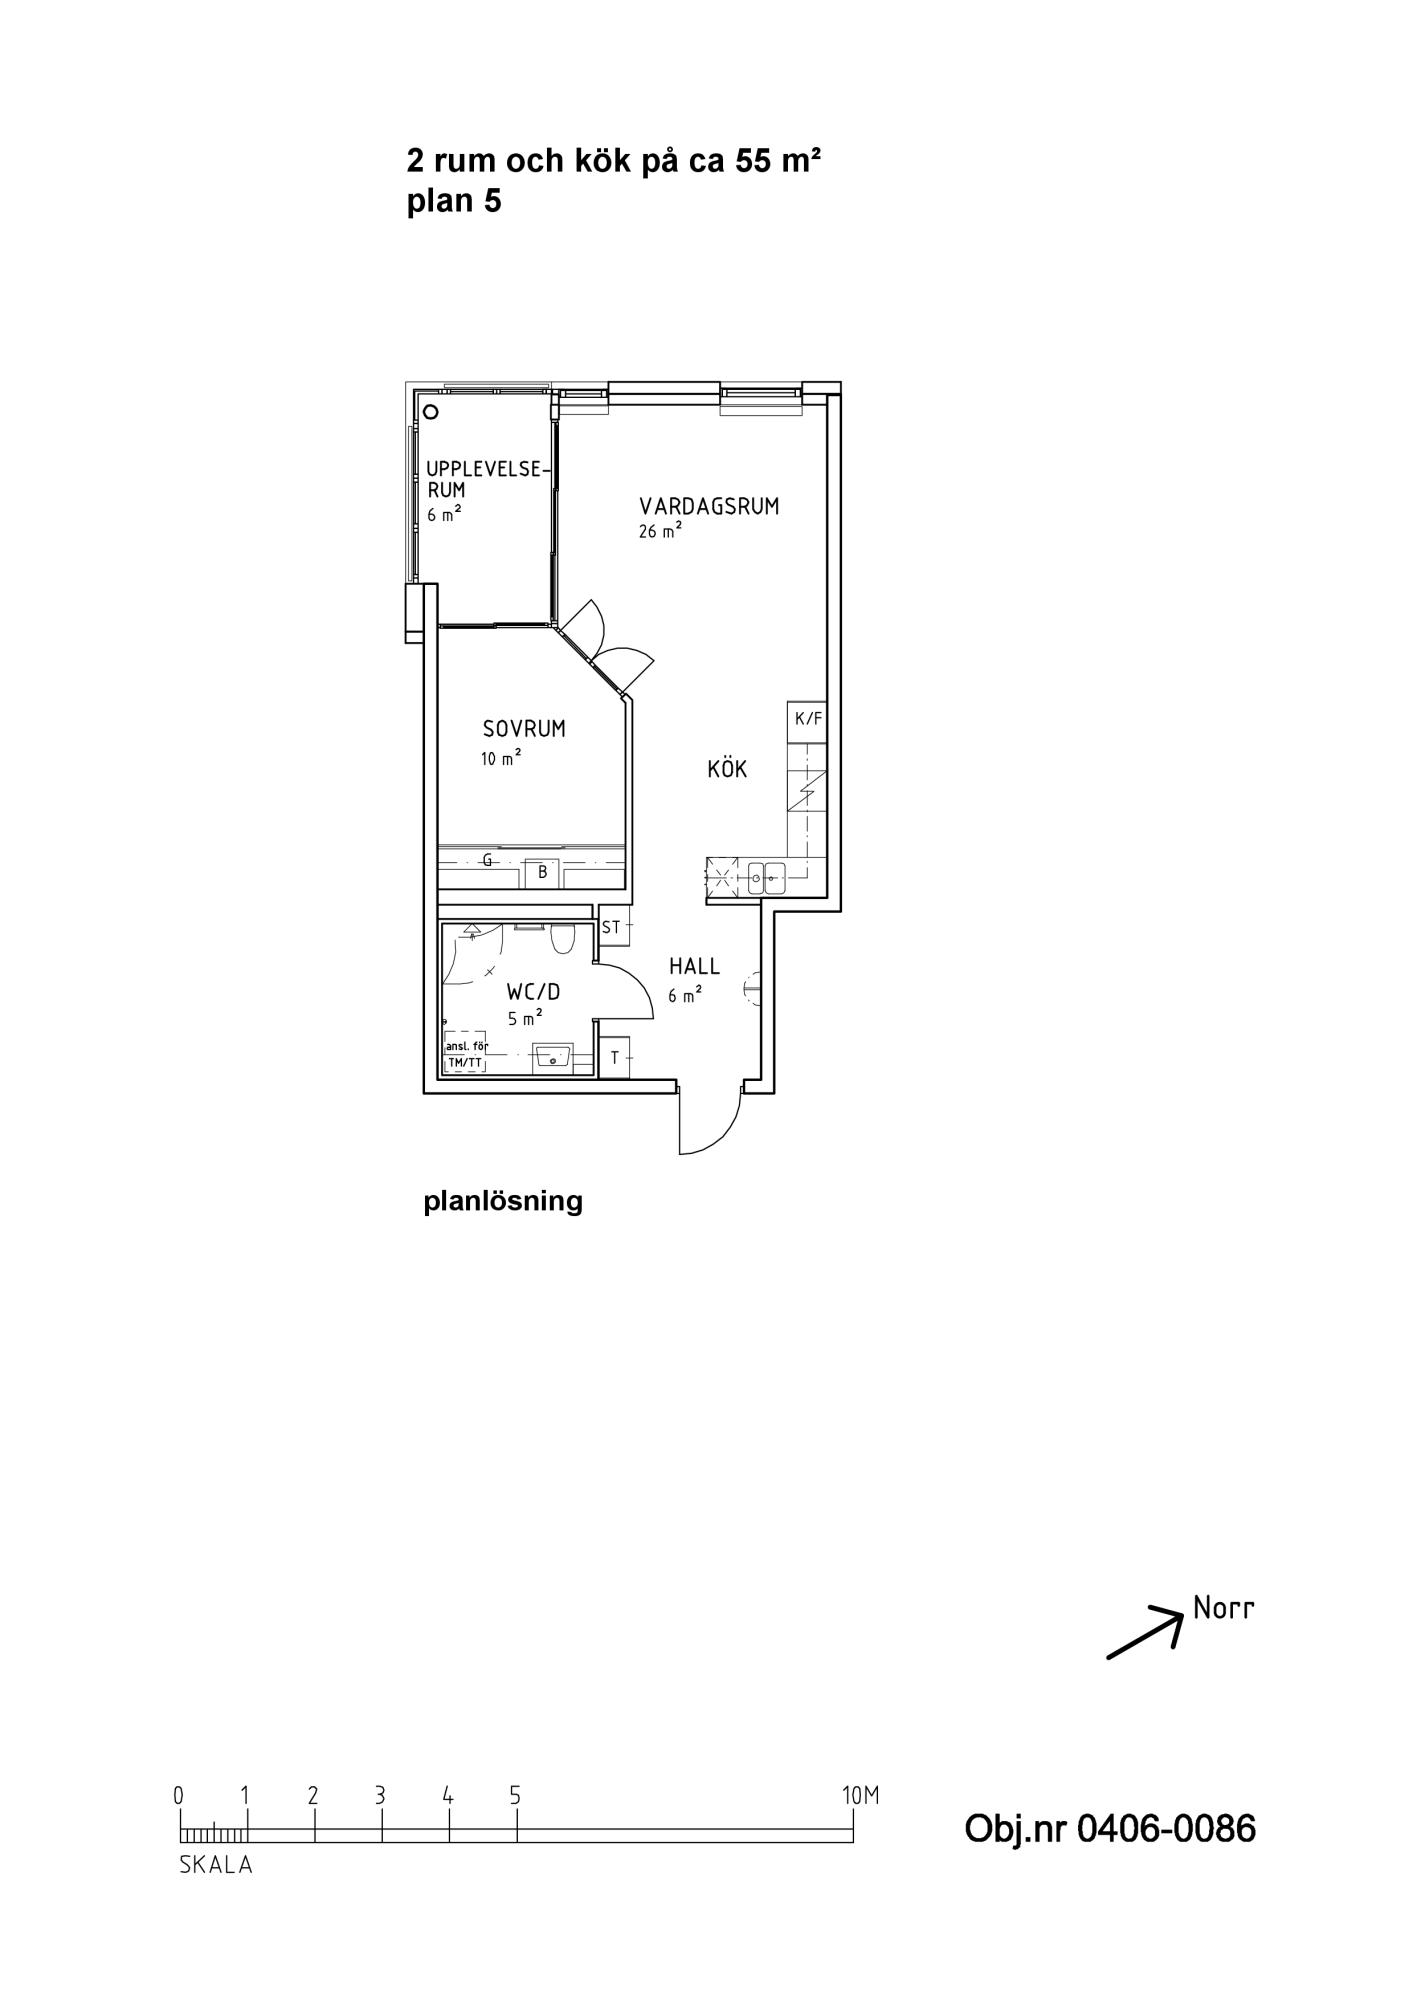 2 rum och kök på ca 55 m²
plan 5
UPPLEVELSE-
RUM
6 m²
VARDAGSRUM
26 m²
K/F
SOVRUM
10 m²
KÖK
G
B
ST
HALL
6 m²
WC/D
5 m²
ansl. för
TM/TT
T
planlösning
Norr
0 1 2 3 4 5 10M
SKALA
Obj.nr 0406-0086